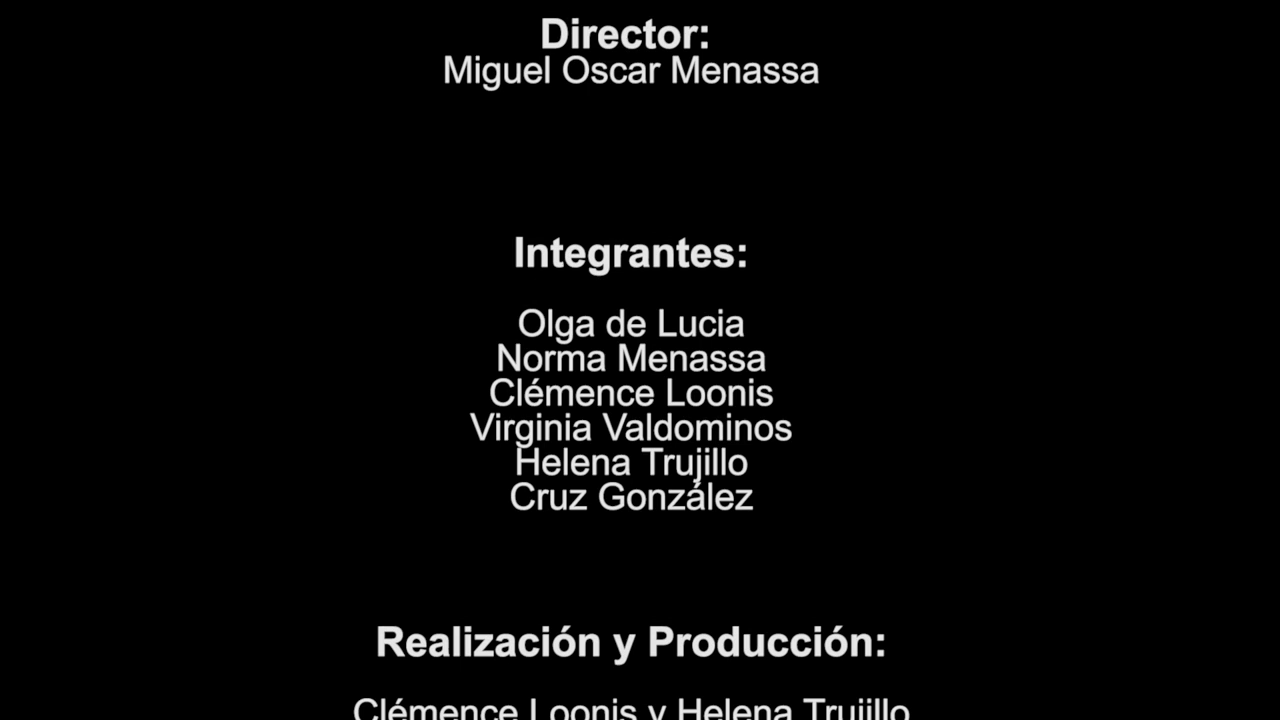 Director:
Miguel Oscar Menassa
Integrantes:
Olga de Lucia
Norma Menassa
Clémence Loonis
Virginia Valdominos
Helena Trujillo
Cruz González
Realización y Producción:
Clémence Loonis y Helena Trujillo